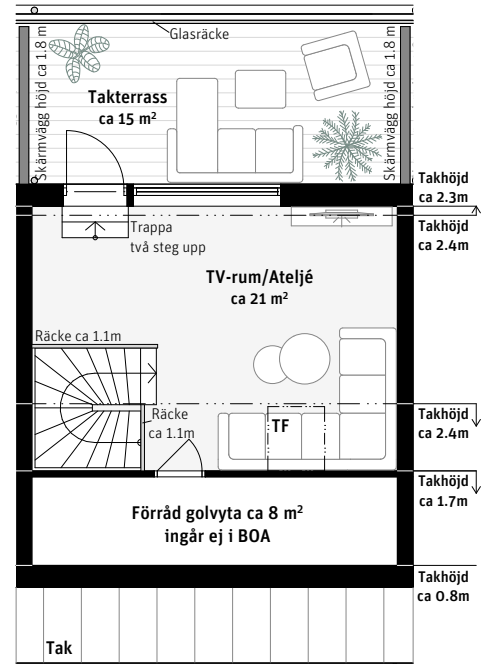 Glasräcke
Skärmvägg höjd ca 1.8 m
Skärmvägg höjd ca 1.8 m
Takterrass
ca 15 m²
Takhöjd
ca 2.3m
Takhöjd
ca 2.4m
Trappa
två steg upp
TV-rum/Ateljé
ca 21 m²
Räcke ca 1.1m
Räcke
ca 1.1m
TF
Takhöjd
ca 2.4m
Takhöjd
ca 1.7m
Förråd golvyta ca 8 m²
ingår ej i BOA
Takhöjd
ca 0.8m
Tak